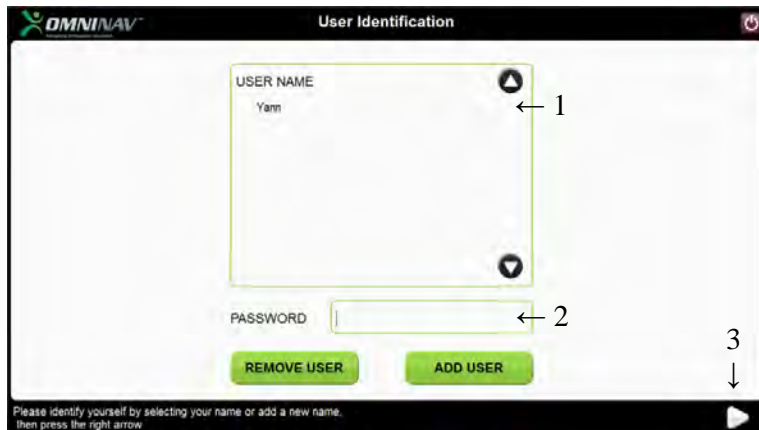 OMNINAV™
User Identification
USER NAME
Yann
← 1
PASSWORD
← 2
REMOVE USER
ADD USER
3
↓
Please identify yourself by selecting your name or add a new name,
then press the right arrow